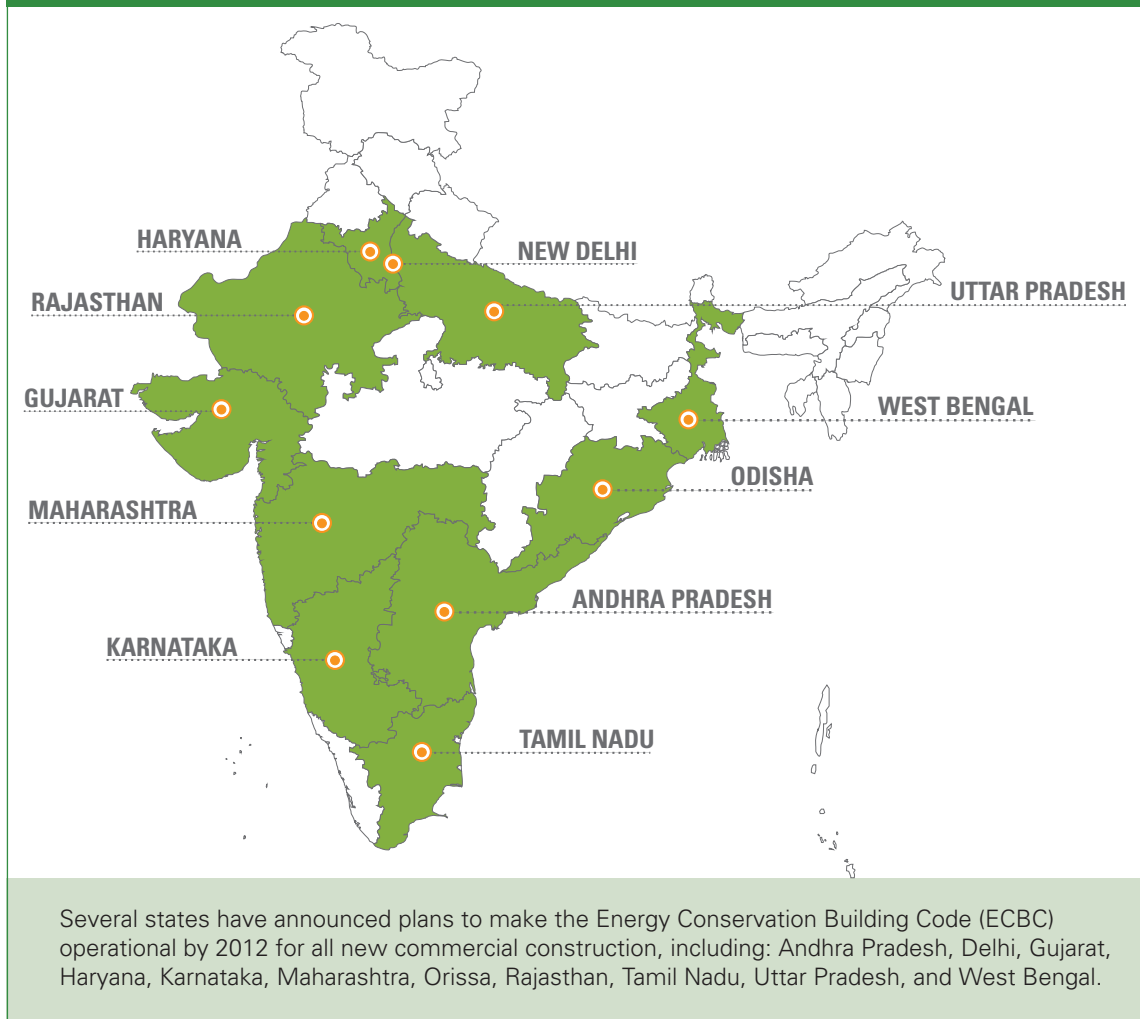 HARYANA
NEW DELHI
RAJASTHAN
UTTAR PRADESH
GUJARAT
WEST BENGAL
ODISHA
MAHARASHTRA
ANDHRA PRADESH
KARNATAKA
TAMIL NADU
Several states have announced plans to make the Energy Conservation Building Code (ECBC)
operational by 2012 for all new commercial construction, including: Andhra Pradesh, Delhi, Gujarat,
Haryana, Karnataka, Maharashtra, Orissa, Rajasthan, Tamil Nadu, Uttar Pradesh, and West Bengal.